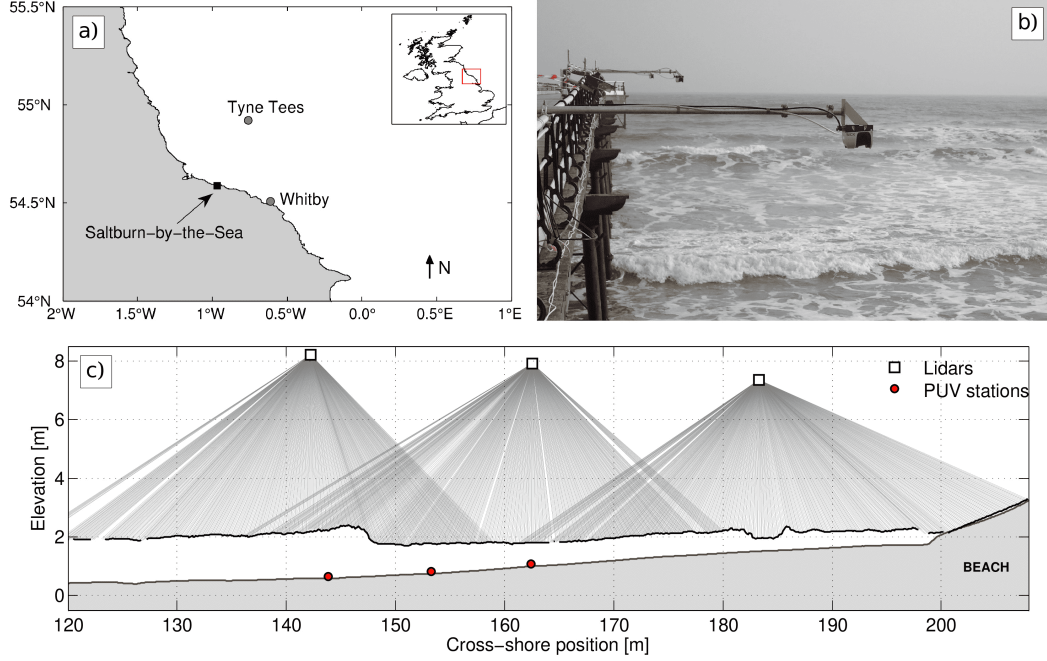 55.5°N
a)
55°N
Tyne Tees
54.5°N
Whitby
Saltburn−by−the−Sea
N
54°N
2°W 1.5°W 1°W 0.5°W 0.0° 0.5°E 1°E
b)
c)
Lidars
PUV stations
8
6
4
2
0
Elevation [m]
BEACH
120 130 140 150 160 170 180 190 200
Cross−shore position [m]